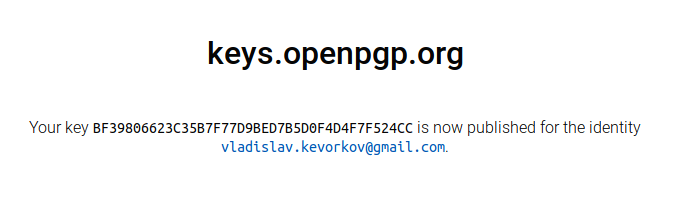 keys.openpgp.org
Your key BF39806623C35B7F77D9BED7B5D0F4D4F7F524CC is now published for the identity
vladislav.kevorkov@gmail.com.